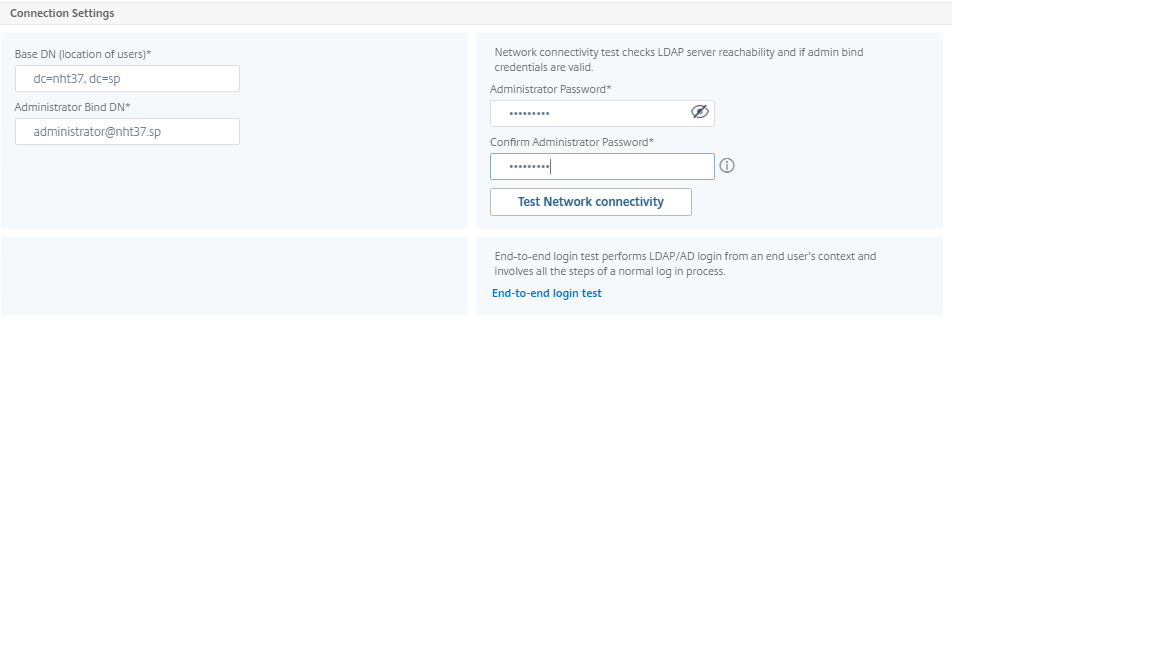 Connection Settings
Base DN (location of users)*
dc=nht37, dc=sp
Administrator Bind DN*
administrator@nht37.sp
Network connectivity test checks LDAP server reachability and if admin bind
credentials are valid.
Administrator Password*
•••••••••
Confirm Administrator Password*
•••••••••
Test Network connectivity
End-to-end login test performs LDAP/AD login from an end user's context and
involves all the steps of a normal log in process.
End-to-end login test